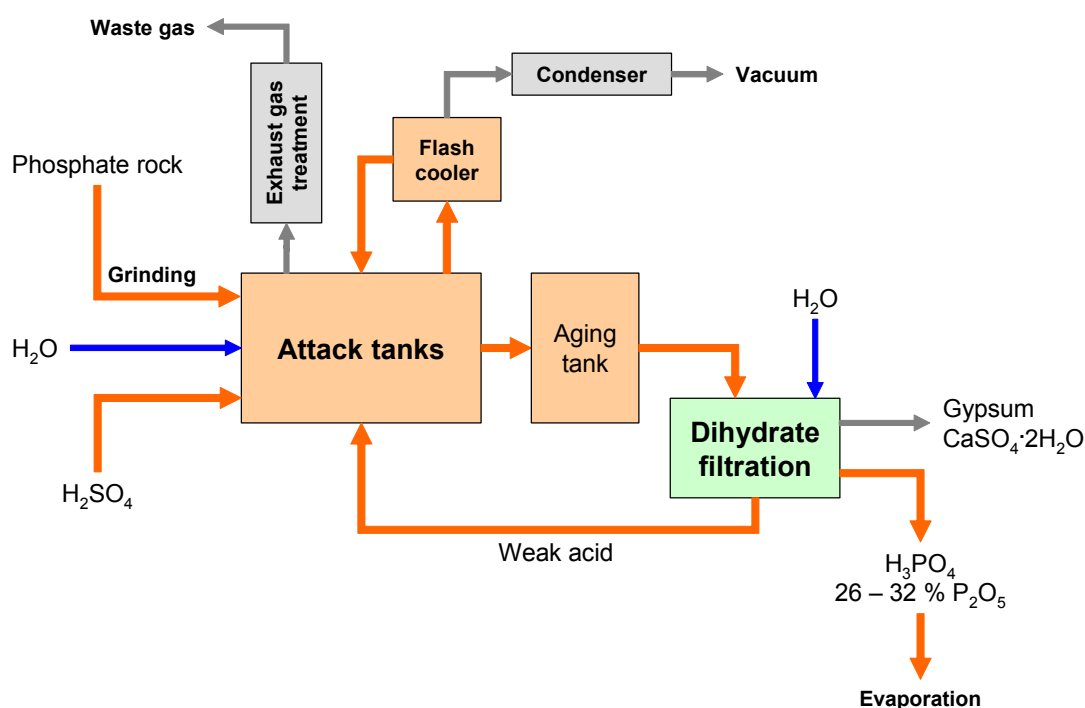 Waste gas
Condenser
Vacuum
Exhaust gas
treatment
Flash
cooler
Phosphate rock
Grinding
H₂O
Attack tanks
Aging
tank
H₂O
H₂SO₄
Dihydrate
filtration
Gypsum
CaSO₄·2H₂O
Weak acid
H₃PO₄
26 – 32 % P₂O₅
Evaporation